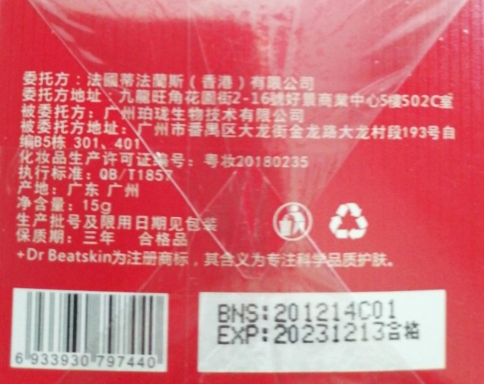 委托方：法國蒂法蘭斯（香港）有限公司
委托方地址：九龍旺角花園街2-16號好景商業中心5樓502C室
被委托方：广州珀珑生物技术有限公司
被委托方地址：广州市番禺区大龙街金龙路大龙村段193号自
编B5栋 301、401
化妆品生产许可证编号：粤妆20180235
执行标准：QB/T1857
产地：广东 广州
净含量：15g
生产批号及限用日期见包装
保质期：三年 合格品
+Dr Beatskin为注册商标，其含义为专注科学品质护肤。
BNS:201214C01
EXP:20231213合格
6 933930 797440